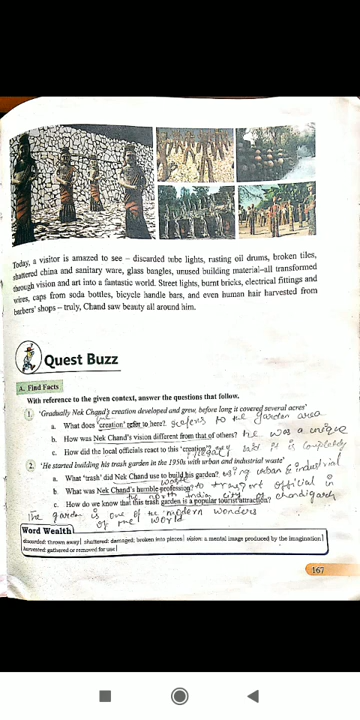 Today, a visitor is amazed to see – discarded tube lights, rusting oil drums, broken tiles,
shattered china and sanitary ware, glass bangles, unused building material–all transformed
through vision and art into a fantastic world. Street lights, burnt bricks, electrical fittings and
wires, caps from soda bottles, bicycle handle bars, and even human hair harvested from
barbers' shops – truly, Chand saw beauty all around him.
Quest Buzz
A. Find Facts
With reference to the given context, answer the questions that follow.
1. 'Gradually Nek Chand's creation developed and grew, before long it covered several acres'
a. What does 'creation' refer to here? refers to the garden area
b. How was Nek Chand's vision different from that of others? He was a unique
c. How did the local officials react to this 'creation'? said it is completely
illegal
2. 'He started building his trash garden in the 1950s with urban and industrial waste'
a. What 'trash' did Nek Chand use to build his garden? using urban & industrial
waste
b. What was Nek Chand's humble profession? to transport official in
the north Indian city of chandigarh
c. How do we know that this trash garden is a popular tourist attraction?
The garden is one of the modern wonders
of the world
Word Wealth
discarded: thrown away| shattered: damaged; broken into pieces| vision: a mental image produced by the imagination|
harvested: gathered or removed for use|
167